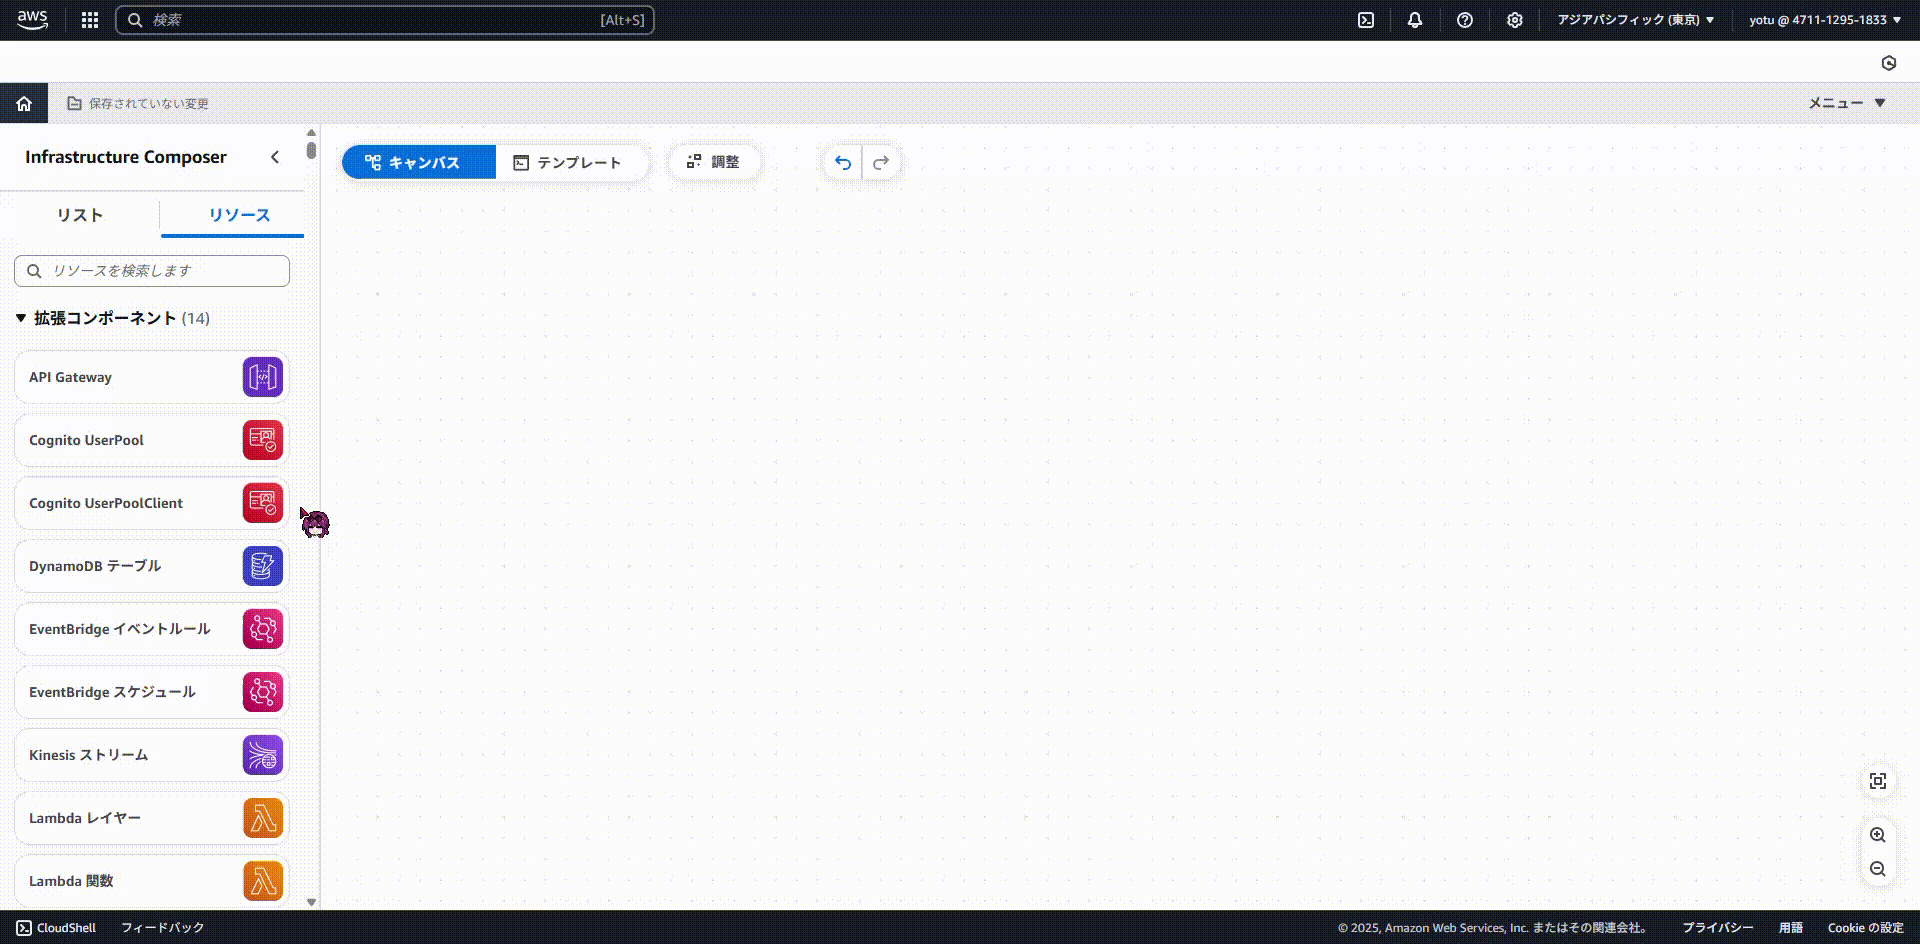 aws
検索 [Alt+S]
アジアパシフィック (東京) ▼
yotu @ 4711-1295-1833 ▼
保存されていない変更
メニュー ▼
Infrastructure Composer
キャンバス
テンプレート
調整
リスト
リソース
リソースを検索します
▼ 拡張コンポーネント (14)
API Gateway
Cognito UserPool
Cognito UserPoolClient
DynamoDB テーブル
EventBridge イベントルール
EventBridge スケジュール
Kinesis ストリーム
Lambda レイヤー
Lambda 関数
CloudShell
フィードバック
© 2025, Amazon Web Services, Inc. またはその関連会社。
プライバシー
用語
Cookie の設定